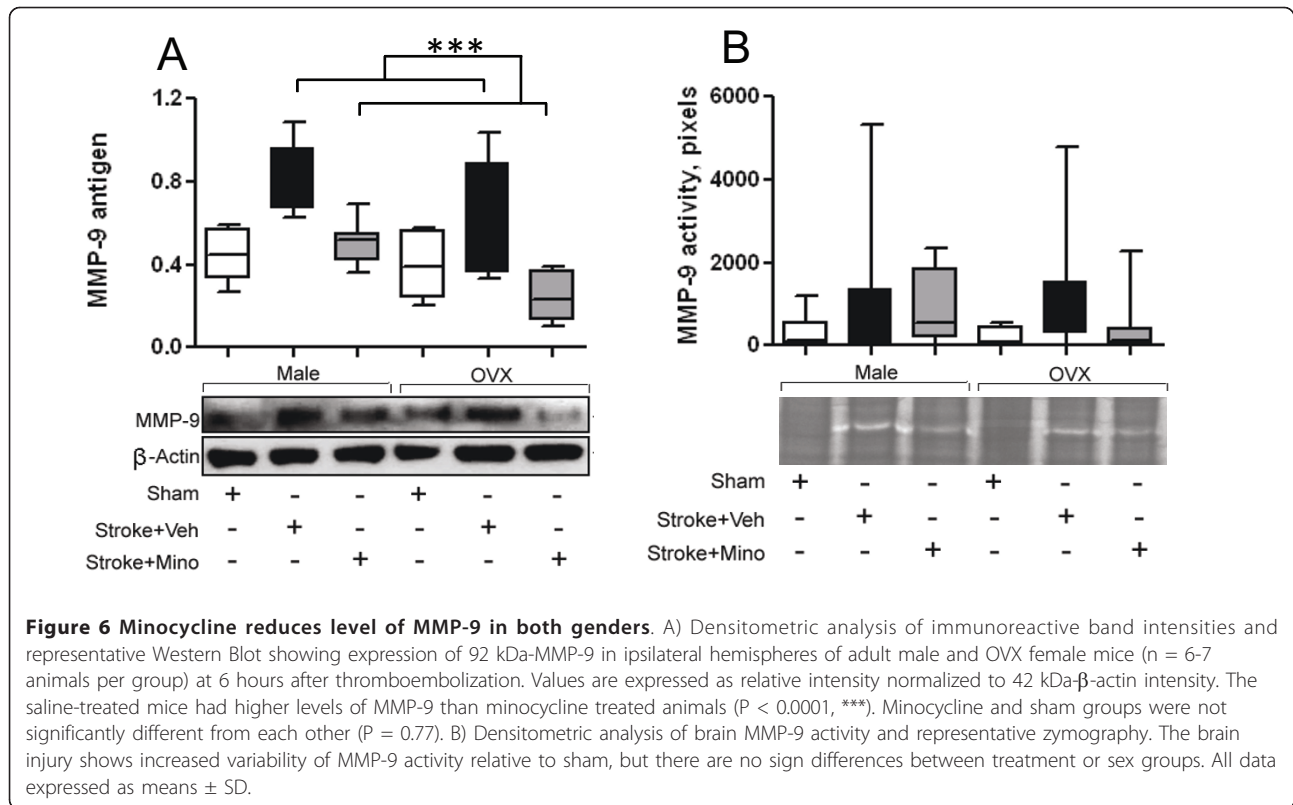 A
***
1.2
0.8
0.4
0.0
MMP-9 antigen
Male OVX
MMP-9
β-Actin
Sham + - - + - -
Stroke+Veh - + - - + -
Stroke+Mino - - + - - +
B
6000
4000
2000
0
MMP-9 activity, pixels
Male OVX
Sham + - - + - -
Stroke+Veh - + - - + -
Stroke+Mino - - + - - +
Figure 6 Minocycline reduces level of MMP-9 in both genders. A) Densitometric analysis of immunoreactive band intensities and
representative Western Blot showing expression of 92 kDa-MMP-9 in ipsilateral hemispheres of adult male and OVX female mice (n = 6-7
animals per group) at 6 hours after thromboembolization. Values are expressed as relative intensity normalized to 42 kDa-β-actin intensity. The
saline-treated mice had higher levels of MMP-9 than minocycline treated animals (P < 0.0001, ***). Minocycline and sham groups were not
significantly different from each other (P = 0.77). B) Densitometric analysis of brain MMP-9 activity and representative zymography. The brain
injury shows increased variability of MMP-9 activity relative to sham, but there are no sign differences between treatment or sex groups. All data
expressed as means ± SD.